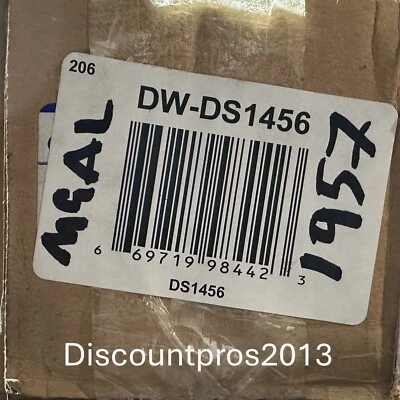 206
DW-DS1456
MGAL
1957
6 69719 98442 3
DS1456
Discountpros2013